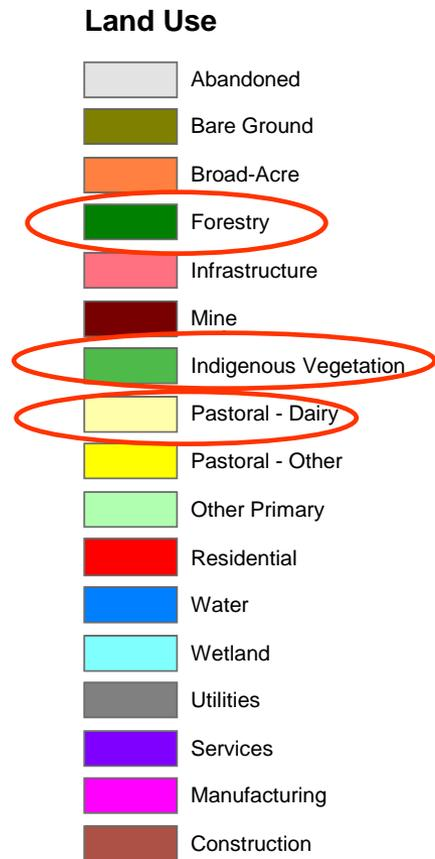 Land Use
Abandoned
Bare Ground
Broad-Acre
Forestry
Infrastructure
Mine
Indigenous Vegetation
Pastoral - Dairy
Pastoral - Other
Other Primary
Residential
Water
Wetland
Utilities
Services
Manufacturing
Construction